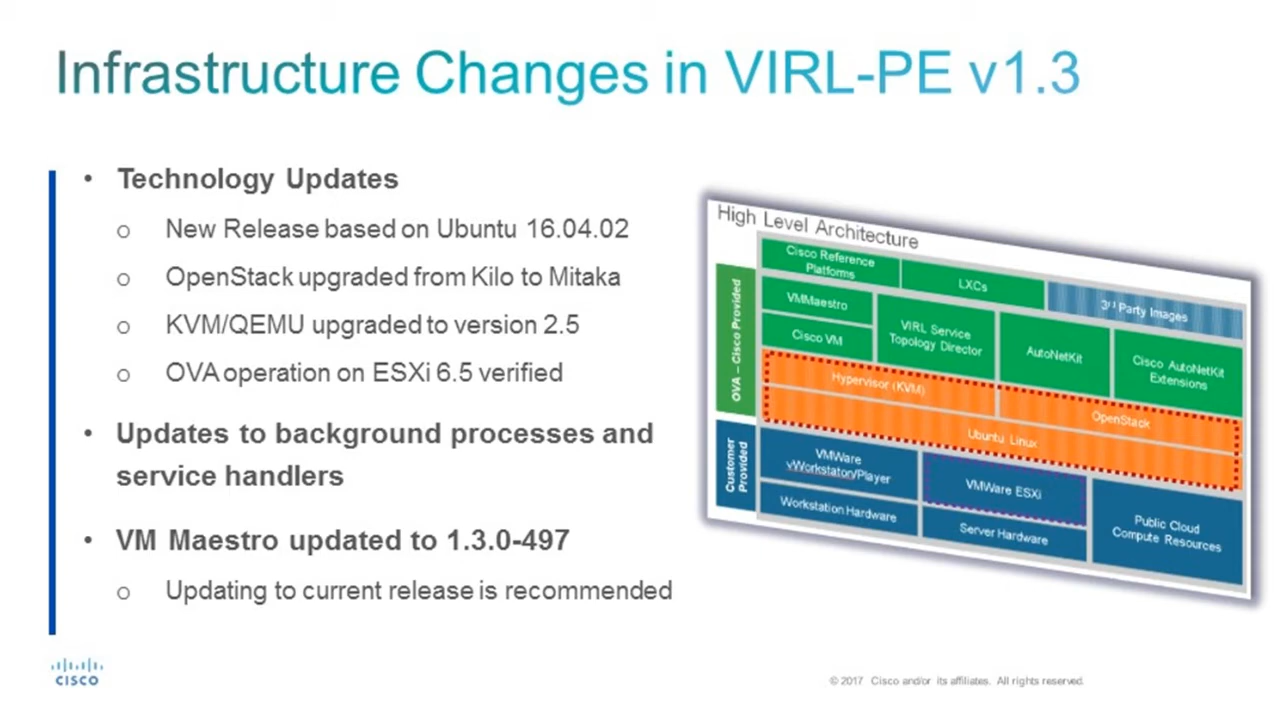 Infrastructure Changes in VIRL-PE v1.3
• Technology Updates
o New Release based on Ubuntu 16.04.02
o OpenStack upgraded from Kilo to Mitaka
o KVM/QEMU upgraded to version 2.5
o OVA operation on ESXi 6.5 verified
• Updates to background processes and
service handlers
• VM Maestro updated to 1.3.0-497
o Updating to current release is recommended
High Level Architecture
OVA – Cisco Provided
Cisco Reference
Platforms
LXCs
3rd Party Images
VMMaestro
Cisco VM
VIRL Service
Topology Director
AutoNetKit
Cisco AutoNetKit
Extensions
Hypervisor (KVM)
OpenStack
Ubuntu Linux
Customer
Provided
VMWare
vWorkstaton/Player
VMWare ESXi
Public Cloud
Compute Resources
Workstation Hardware
Server Hardware
CISCO
© 2017 Cisco and/or its affiliates. All rights reserved.